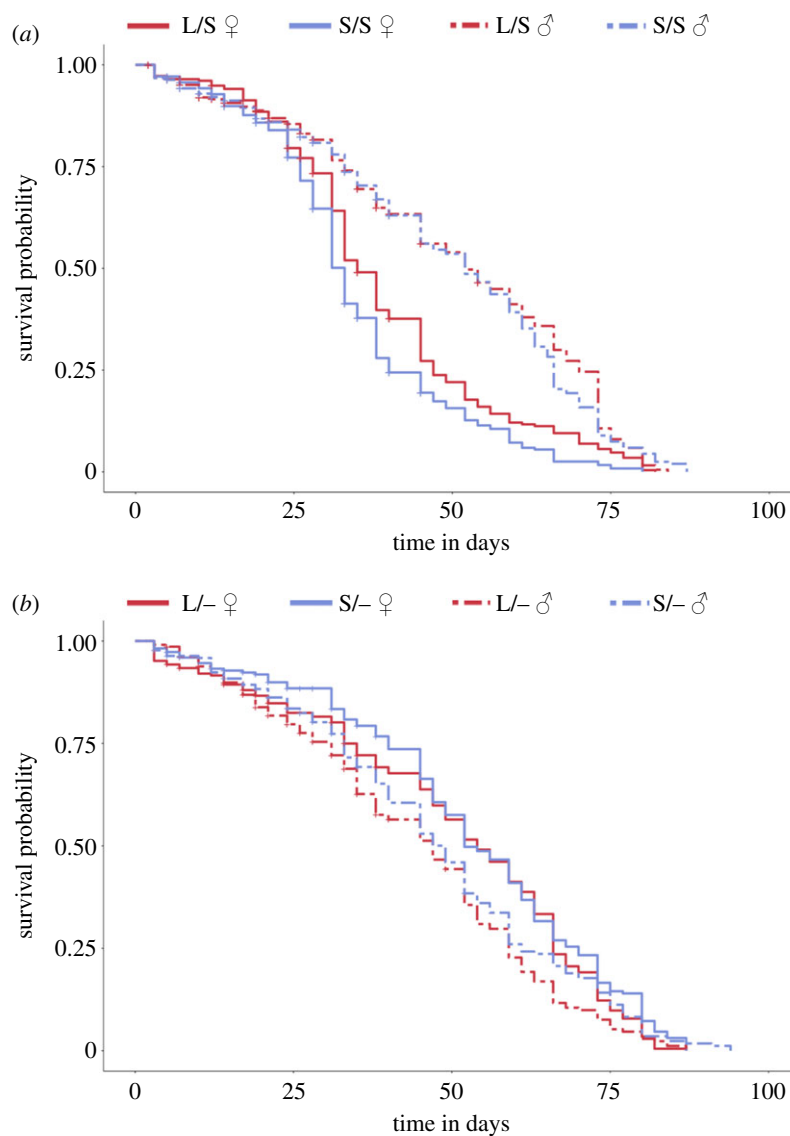 (a) L/S ♀ S/S ♀ L/S ♂ S/S ♂
1.00
0.75
0.50
0.25
0
survival probability
0 25 50 75 100
time in days
(b) L/– ♀ S/– ♀ L/– ♂ S/– ♂
1.00
0.75
0.50
0.25
0
survival probability
0 25 50 75 100
time in days